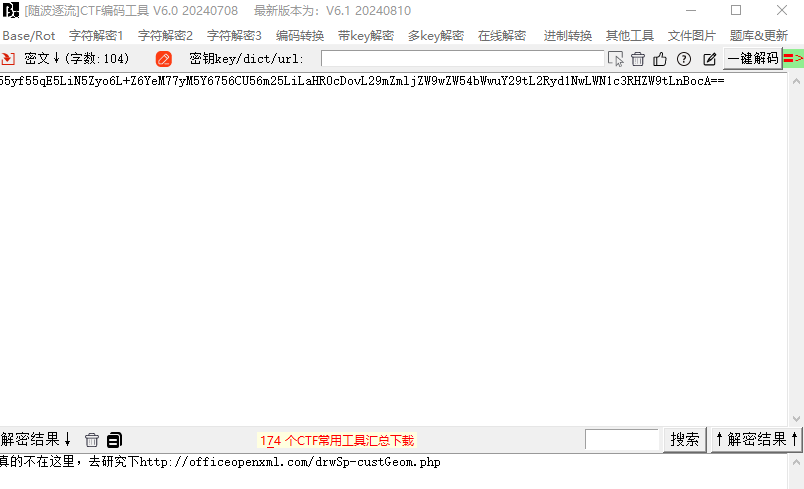 [随波逐流]CTF编码工具 V6.0 20240708 最新版本为：V6.1 20240810
Base/Rot 字符解密1 字符解密2 字符解密3 编码转换 带key解密 多key解密 在线解密 进制转换 其他工具 文件图片 题库&更新
密文↓(字数:104) 密钥key/dict/url: 一键解码 =>
55yf55qE5LiN5Zyo6L+Z6YeM77yM5Y6756CU56m25LiLaHR0cDovL29mZmljZW9wZW54bWwuY29tL2Ryd1NwLWN1c3RHZW9tLnBocA==
解密结果↓ 174 个CTF常用工具汇总下载 搜索 ↑解密结果↑
真的不在这里，去研究下http://officeopenxml.com/drwSp-custGeom.php